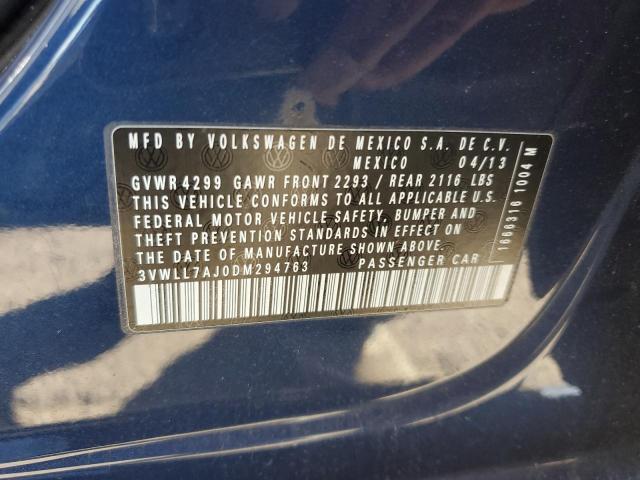 MFD BY VOLKSWAGEN DE MEXICO S.A. DE C.V.
MEXICO 04/13
GVWR 4299 GAWR FRONT 2293 / REAR 2116 LBS
THIS VEHICLE CONFORMS TO ALL APPLICABLE U.S.
FEDERAL MOTOR VEHICLE SAFETY, BUMPER AND
THEFT PREVENTION STANDARDS IN EFFECT ON
THE DATE OF MANUFACTURE SHOWN ABOVE.
3VWLL7AJ0DM294763 PASSENGER CAR
1666316 1004 M